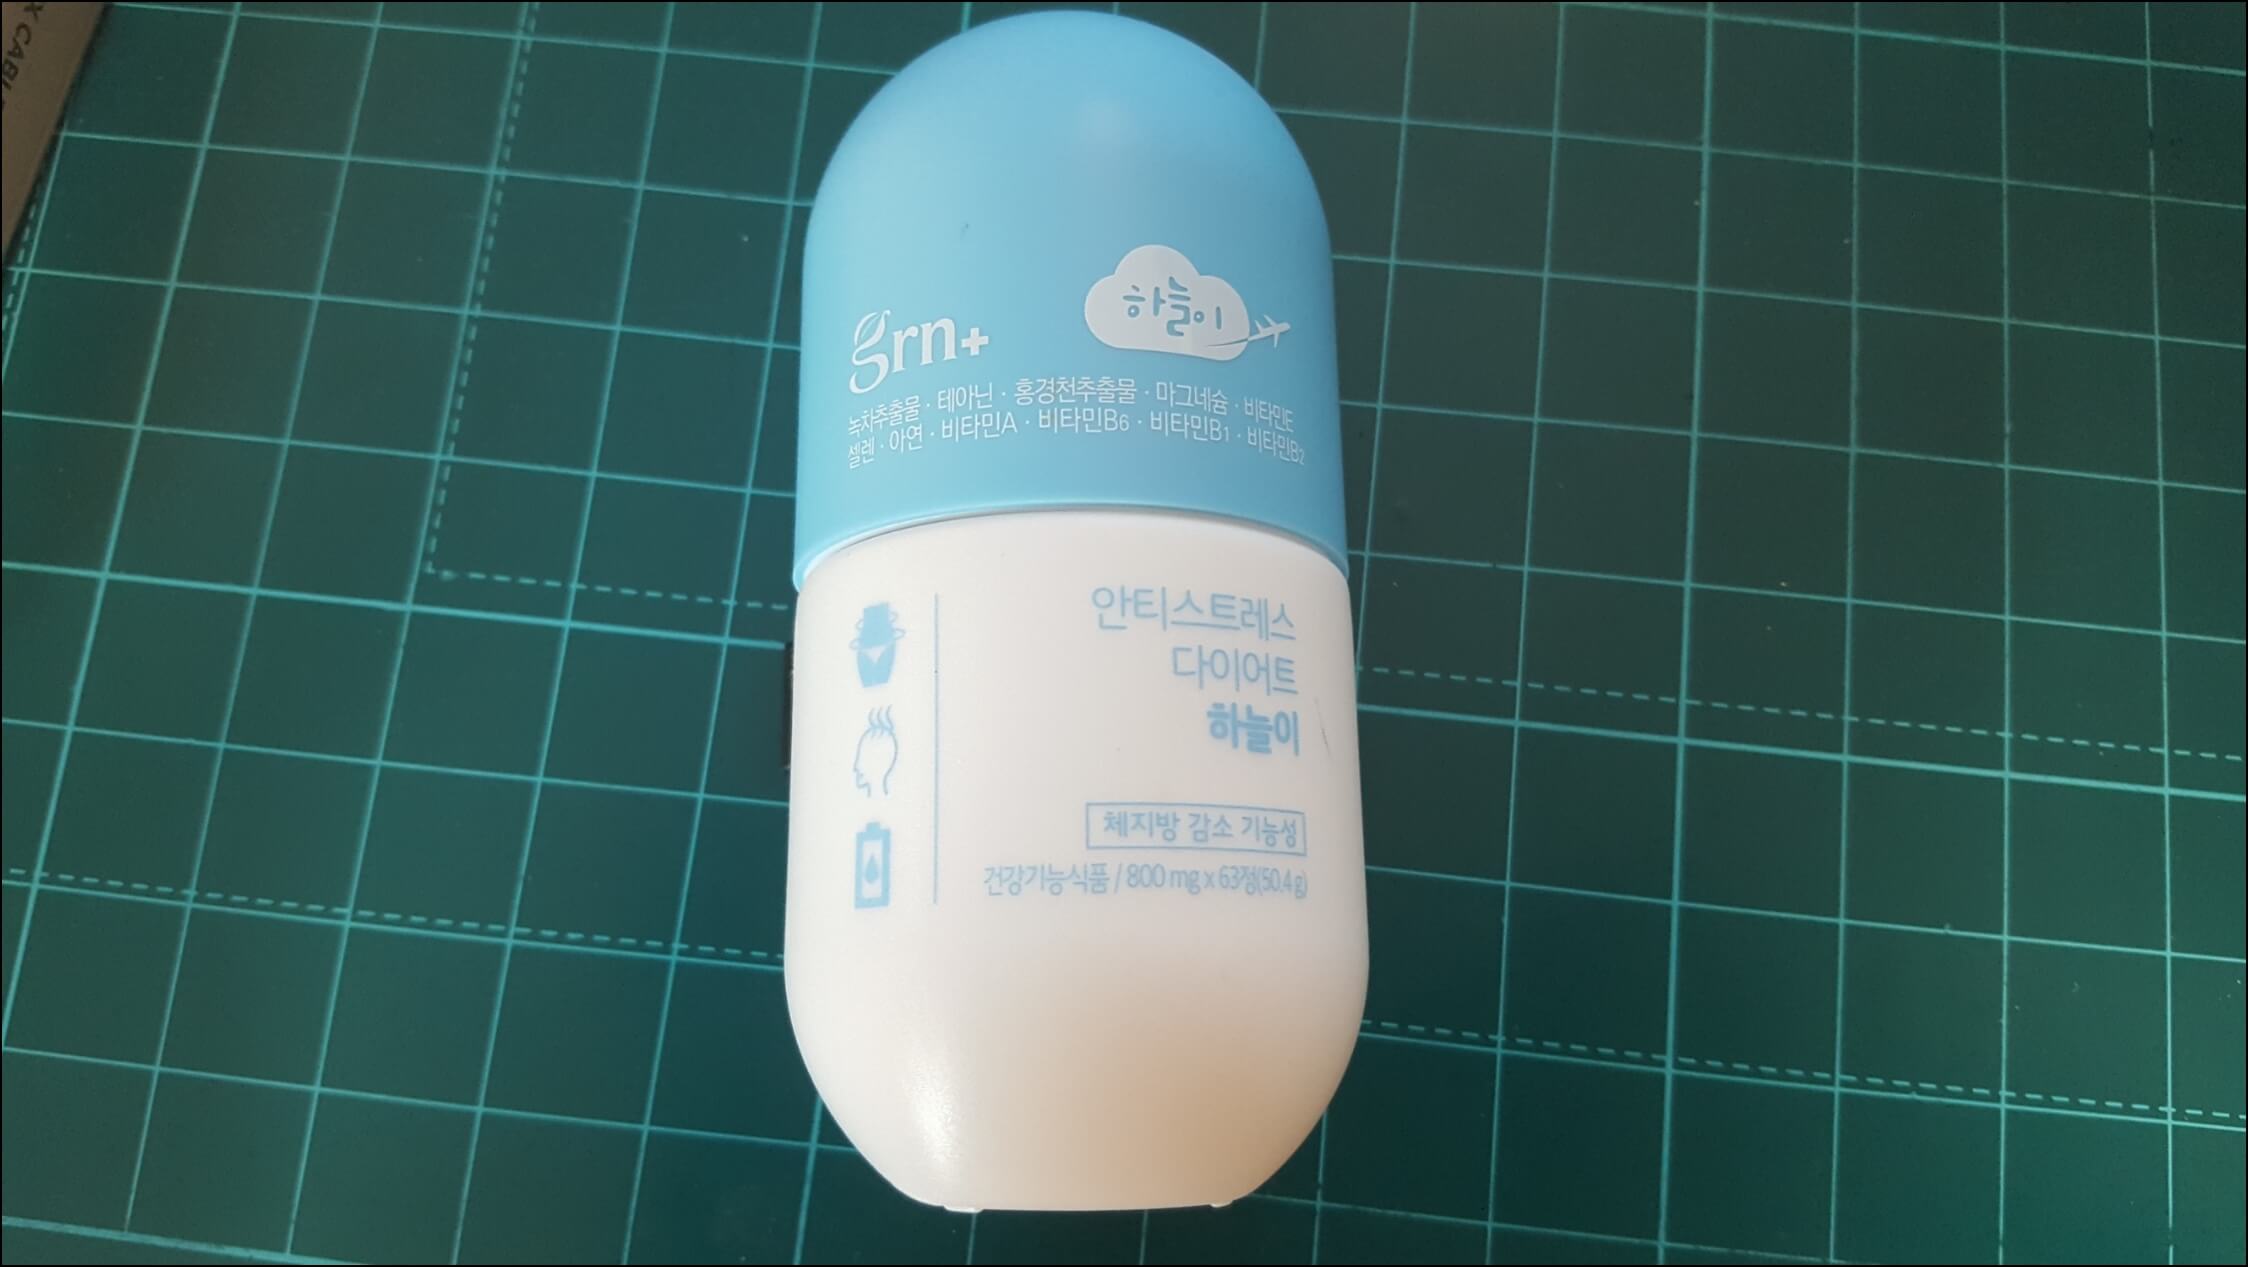 X CABL
grn+
하늘이
녹차추출물 · 테아닌 · 홍경천추출물 · 마그네슘 · 비타민E
셀렌 · 아연 · 비타민A · 비타민B6 · 비타민B1 · 비타민B2
안티스트레스
다이어트
하늘이
체지방 감소 기능성
건강기능식품 / 800 mg x 63정(50.4 g)